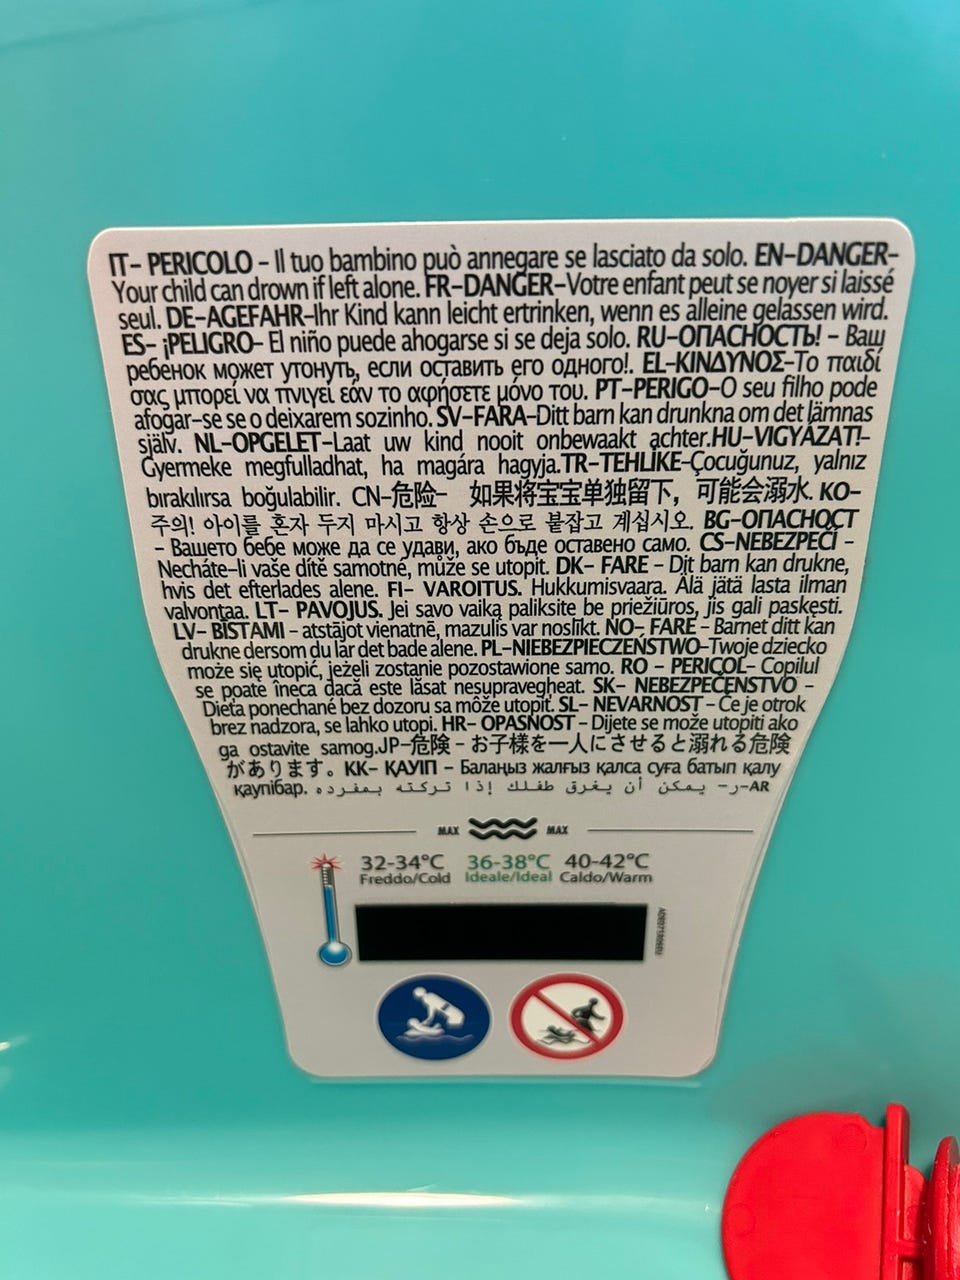 IT- PERICOLO - Il tuo bambino può annegare se lasciato da solo. EN-DANGER-
Your child can drown if left alone. FR-DANGER-Votre enfant peut se noyer si laissé
seul. DE-AGEFAHR-Ihr Kind kann leicht ertrinken, wenn es alleine gelassen wird.
ES- ¡PELIGRO- El niño puede ahogarse si se deja solo. RU-ОПАСНОСТЬ! - Ваш
ребёнок может утонуть, если оставить его одного!. EL-ΚΙΝΔΥΝΟΣ-Το παιδί
σας μπορεί να πνιγεί εάν το αφήσετε μόνο του. PT-PERIGO-O seu filho pode
afogar-se se o deixarem sozinho. SV-FARA-Ditt barn kan drunkna om det lämnas
själv. NL-OPGELET-Laat uw kind nooit onbewaakt achter.HU-VIGYÁZAT!-
Gyermeke megfulladhat, ha magára hagyja.TR-TEHLİKE-Çocuğunuz, yalnız
bırakılırsa boğulabilir. CN-危险- 如果将宝宝单独留下，可能会溺水. KO-
주의! 아이를 혼자 두지 마시고 항상 손으로 붙잡고 계십시오. BG-ОПАСНОСТ
- Вашето бебе може да се удави, ако бъде оставено само. CS-NEBEZPEČÍ -
Necháte-li vaše dítě samotné, může se utopit. DK- FARE - Dit barn kan drukne,
hvis det efterlades alene. FI- VAROITUS. Hukkumisvaara. Älä jätä lasta ilman
valvontaa. LT- PAVOJUS. Jei savo vaiką paliksite be priežiūros, jis gali paskęsti.
LV- BĪSTAMI - atstājot vienatnē, mazulis var noslīkt. NO- FARE - Barnet ditt kan
drukne dersom du lar det bade alene. PL-NIEBEZPIECZEŃSTWO-Twoje dziecko
może się utopić, jeżeli zostanie pozostawione samo. RO - PERICOL- Copilul
se poate îneca dacă este lăsat nesupravegheat. SK- NEBEZPEČENSTVO -
Dieťa ponechané bez dozoru sa môže utopiť. SL- NEVARNOST - Če je otrok
brez nadzora, se lahko utopi. HR- OPASNOST - Dijete se može utopiti ako
ga ostavite samog.JP-危険 - お子様を一人にさせると溺れる危険
があります。KK- ҚАУІП - Балаңыз жалғыз қалса суға батып қалу
қаупібар. AR-ر- يمكن أن يغرق طفلك إذا تركته بمفرده
MAX MAX
32-34°C 36-38°C 40-42°C
Freddo/Cold Ideale/Ideal Caldo/Warm